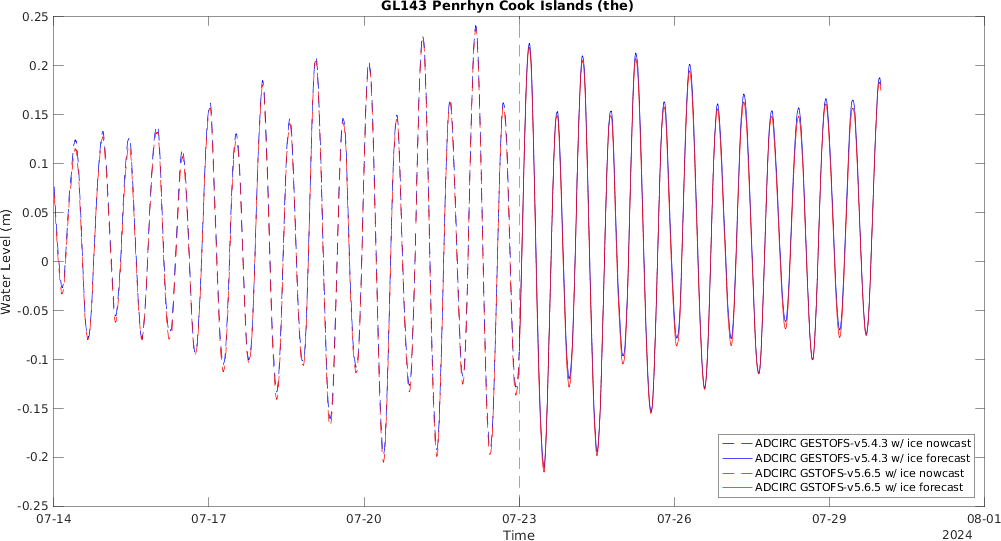 GL143 Penrhyn Cook Islands (the)
0.25
0.2
0.15
0.1
0.05
0
-0.05
-0.1
-0.15
-0.2
-0.25
Water Level (m)
ADCIRC GESTOFS-v5.4.3 w/ ice nowcast
ADCIRC GESTOFS-v5.4.3 w/ ice forecast
ADCIRC GSTOFS-v5.6.5 w/ ice nowcast
ADCIRC GSTOFS-v5.6.5 w/ ice forecast
07-14 07-17 07-20 07-23 07-26 07-29 08-01
Time 2024